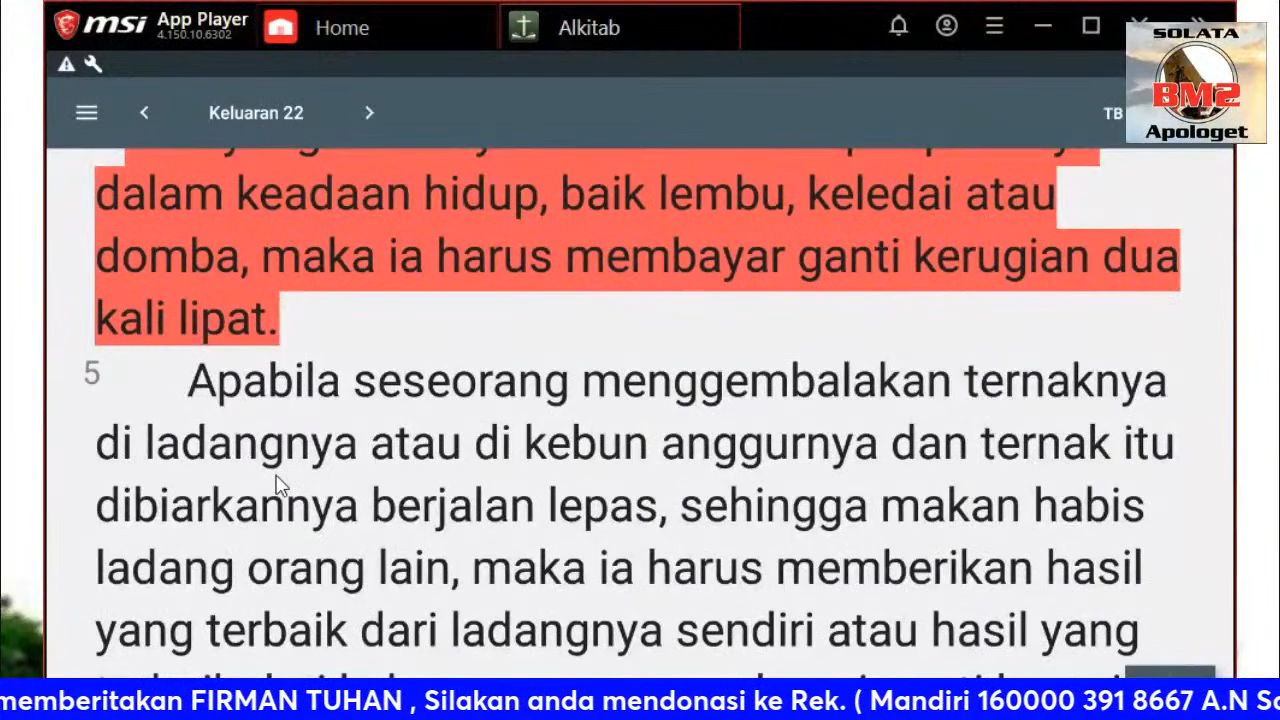 msi App Player
4.150.10.6302
Home
Alkitab
SOLATA
BM2
Apologet
Keluaran 22
TB
dalam keadaan hidup, baik lembu, keledai atau
domba, maka ia harus membayar ganti kerugian dua
kali lipat.
5 Apabila seseorang menggembalakan ternaknya
di ladangnya atau di kebun anggurnya dan ternak itu
dibiarkannya berjalan lepas, sehingga makan habis
ladang orang lain, maka ia harus memberikan hasil
yang terbaik dari ladangnya sendiri atau hasil yang
memberitakan FIRMAN TUHAN , Silakan anda mendonasi ke Rek. ( Mandiri 160000 391 8667 A.N